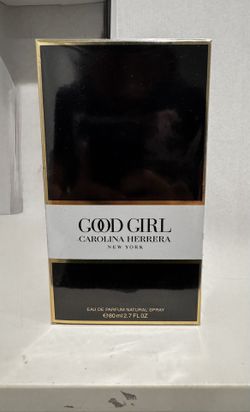 GOOD GIRL
CAROLINA HERRERA
NEW YORK
EAU DE PARFUM NATURAL SPRAY
℮80ml 2.7 FL.OZ